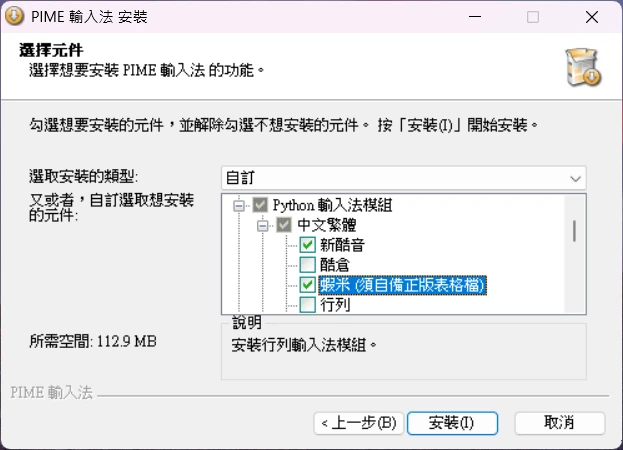 PIME 輸入法 安裝
選擇元件
選擇想要安裝 PIME 輸入法 的功能。
勾選想要安裝的元件，並解除勾選不想安裝的元件。 按「安裝(I)」開始安裝。
選取安裝的類型:
自訂
又或者，自訂選取想安裝
的元件:
Python 輸入法模組
中文繁體
新酷音
酷倉
蝦米 (須自備正版表格檔)
行列
所需空間: 112.9 MB
說明
安裝行列輸入法模組。
PIME 輸入法
< 上一步(B)
安裝(I)
取消